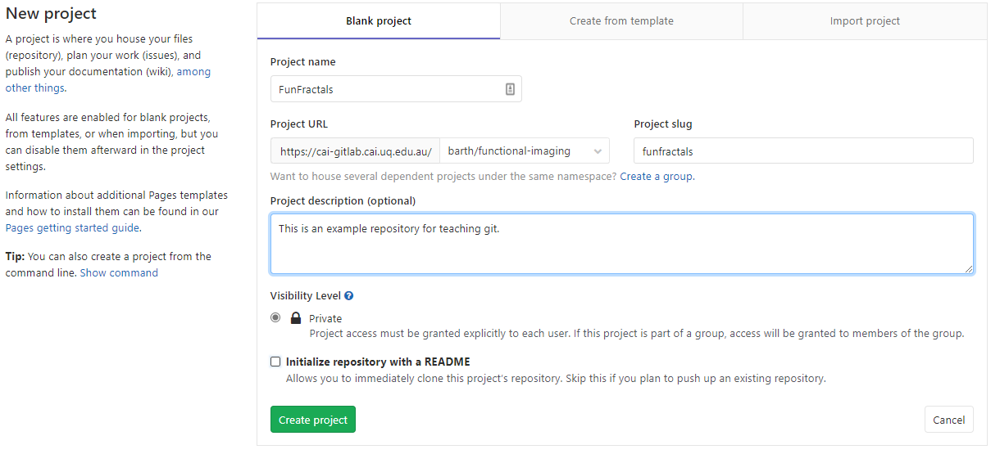 New project
A project is where you house your files
(repository), plan your work (issues), and
publish your documentation (wiki), among
other things.
All features are enabled for blank projects,
from templates, or when importing, but you
can disable them afterward in the project
settings.
Information about additional Pages templates
and how to install them can be found in our
Pages getting started guide.
Tip: You can also create a project from the
command line. Show command
Blank project
Create from template
Import project
Project name
FunFractals
Project URL
Project slug
https://cai-gitlab.cai.uq.edu.au/
barth/functional-imaging
funfractals
Want to house several dependent projects under the same namespace? Create a group.
Project description (optional)
This is an example repository for teaching git.
Visibility Level
Private
Project access must be granted explicitly to each user. If this project is part of a group, access will be granted to members of the group.
Initialize repository with a README
Allows you to immediately clone this project's repository. Skip this if you plan to push up an existing repository.
Create project
Cancel